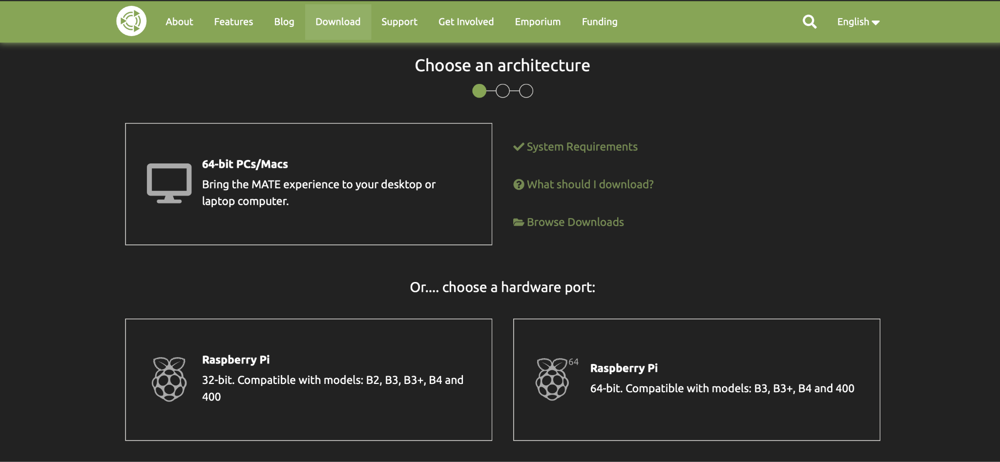 About Features Blog Download Support Get Involved Emporium Funding English
Choose an architecture
64-bit PCs/Macs
Bring the MATE experience to your desktop or
laptop computer.
System Requirements
What should I download?
Browse Downloads
Or.... choose a hardware port:
Raspberry Pi
32-bit. Compatible with models: B2, B3, B3+, B4 and
400
64
Raspberry Pi
64-bit. Compatible with models: B3, B3+, B4 and 400